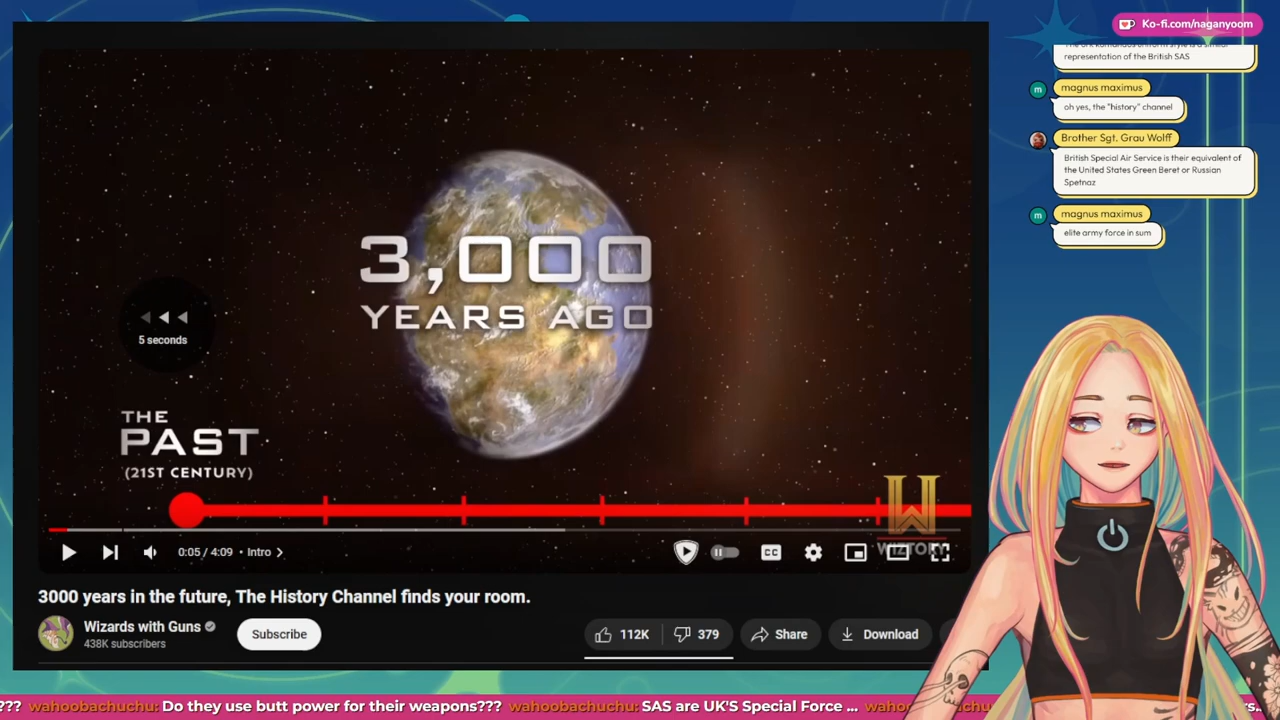 Ko-fi.com/naganyoom
representation of the British SAS
m
magnus maximus
oh yes, the "history" channel
Brother Sgt. Grau Wolff
British Special Air Service is their equivalent of
the United States Green Beret or Russian
Spetnaz
m
magnus maximus
elite army force in sum
3,000
YEARS AGO
5 seconds
THE
PAST
(21ST CENTURY)
W
WIZTORY
0:05 / 4:09 • Intro
CC
3000 years in the future, The History Channel finds your room.
Wizards with Guns
438K subscribers
Subscribe
112K
379
Share
Download
??? wahoobachuchu: Do they use butt power for their weapons??? wahoobachuchu: SAS are UK'S Special Force ...